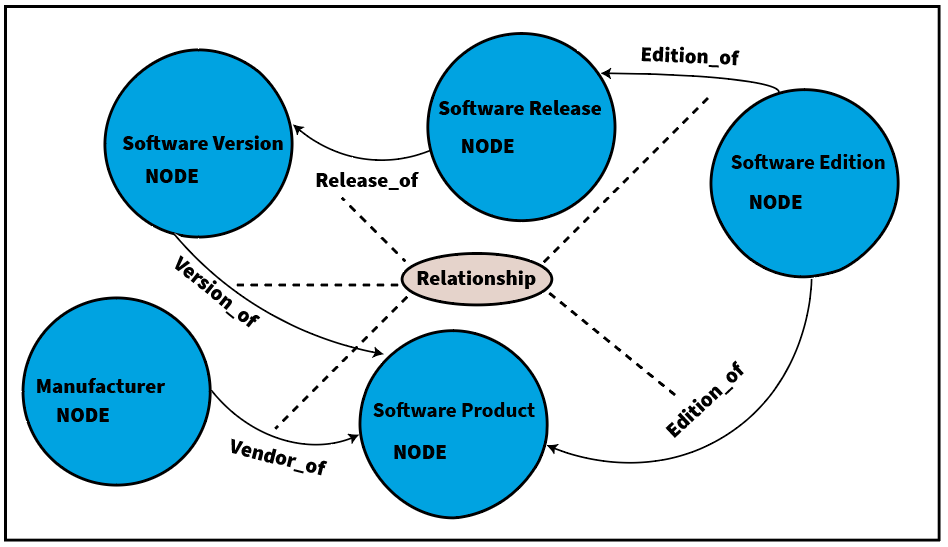 Edition_of
Software Release
NODE
Software Version
NODE
Software Edition
NODE
Release_of
Relationship
Version_of
Manufacturer
NODE
Software Product
NODE
Edition_of
Vendor_of